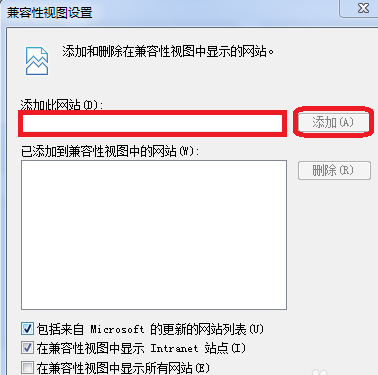 兼容性视图设置
添加和删除在兼容性视图中显示的网站。
添加此网站(D):
添加(A)
已添加到兼容性视图中的网站(W):
删除(R)
包括来自 Microsoft 的更新的网站列表(U)
在兼容性视图中显示 Intranet 站点(I)
在兼容性视图中显示所有网站(E)